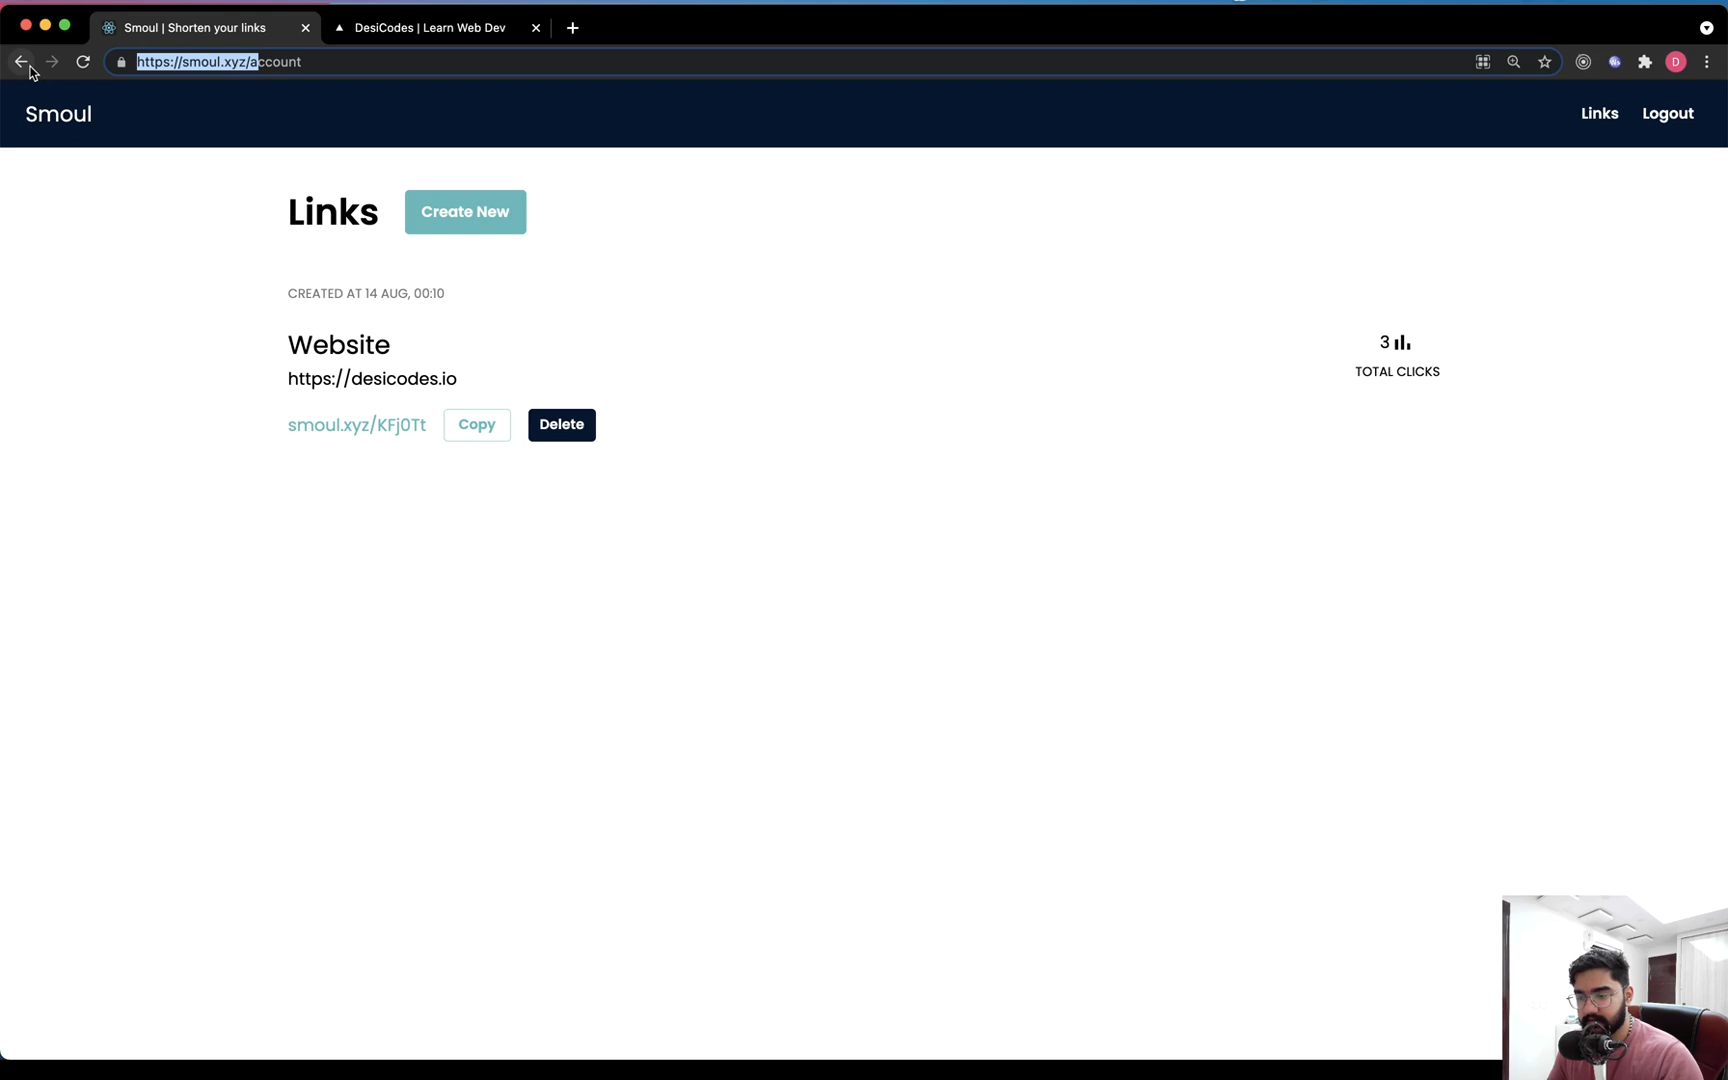 Smoul | Shorten your links
DesiCodes | Learn Web Dev
https://smoul.xyz/account
D
Smoul
Links
Logout
Links
Create New
CREATED AT 14 AUG, 00:10
Website
https://desicodes.io
3
TOTAL CLICKS
smoul.xyz/KFj0Tt
Copy
Delete